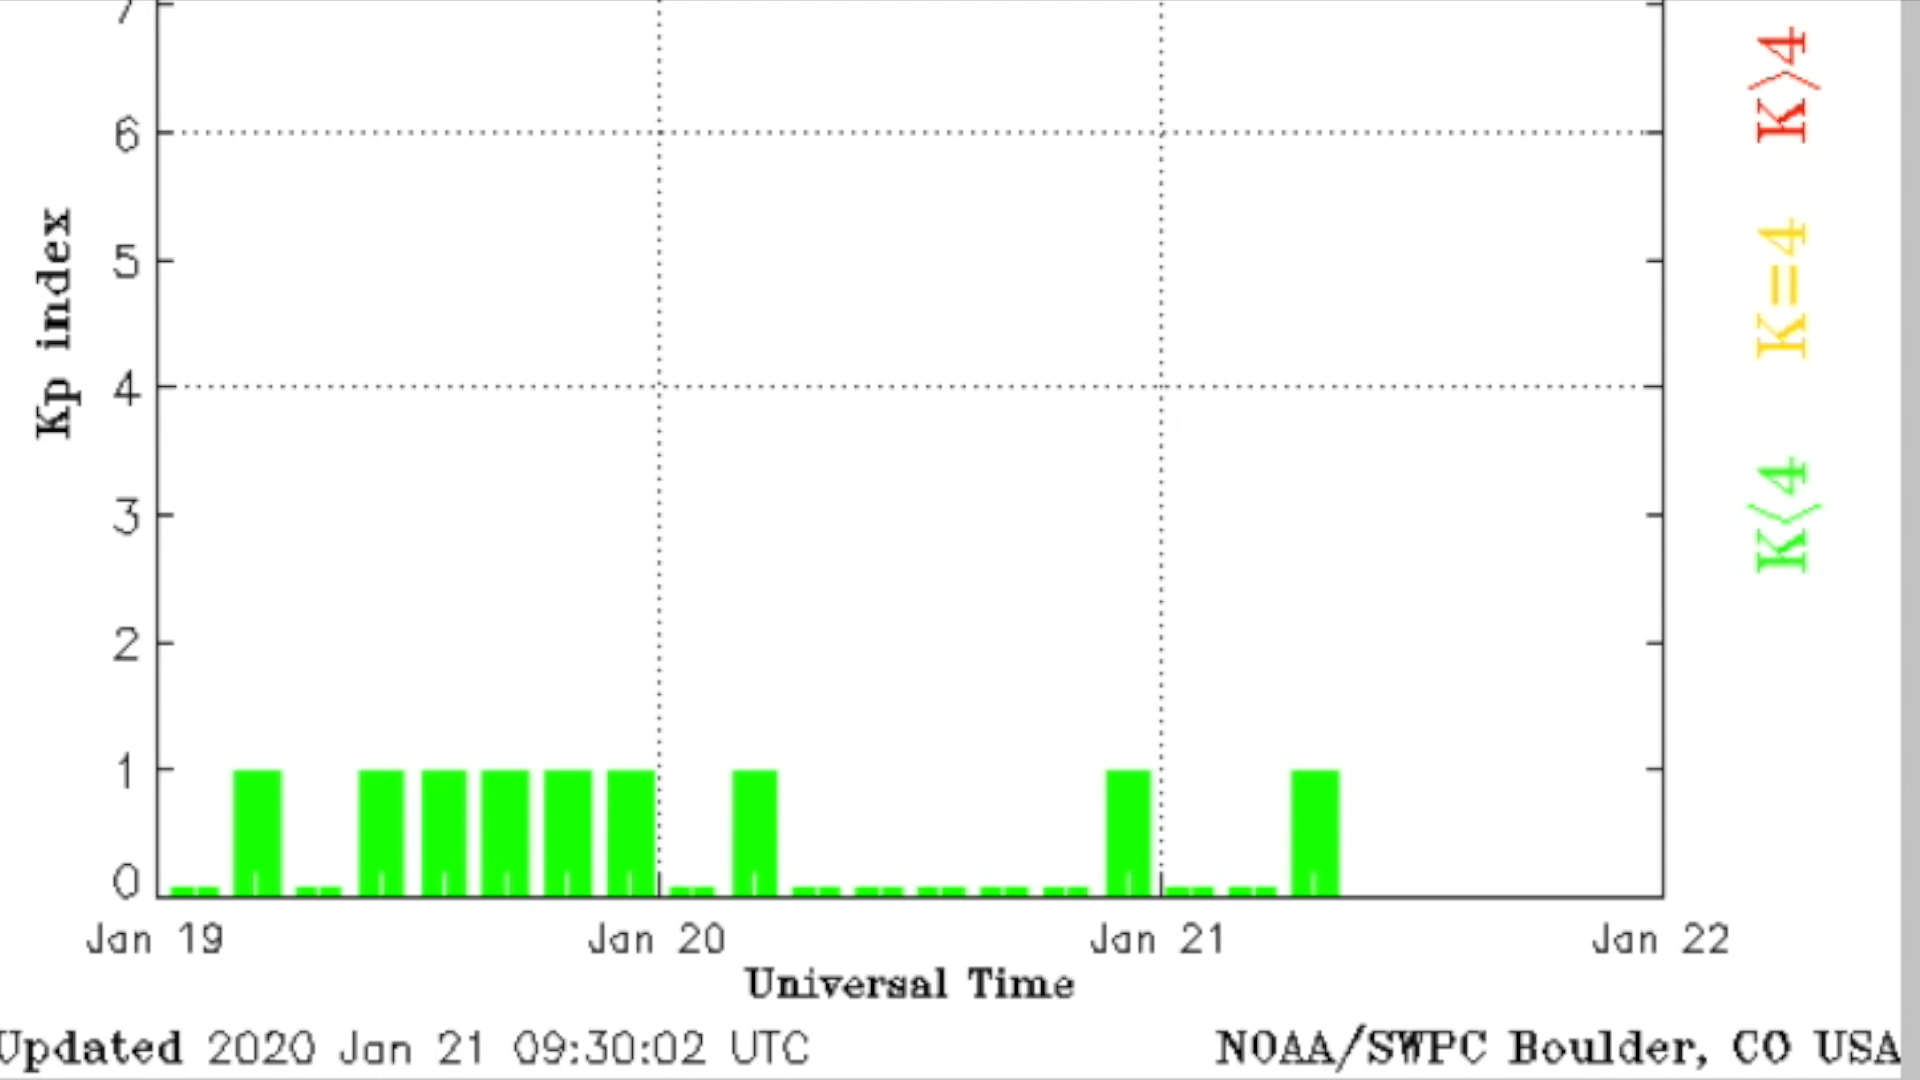 7
6
5
4
3
2
1
0
Kp index
K>4
K=4
K<4
Jan 19 Jan 20 Jan 21 Jan 22
Universal Time
Updated 2020 Jan 21 09:30:02 UTC
NOAA/SWPC Boulder, CO USA